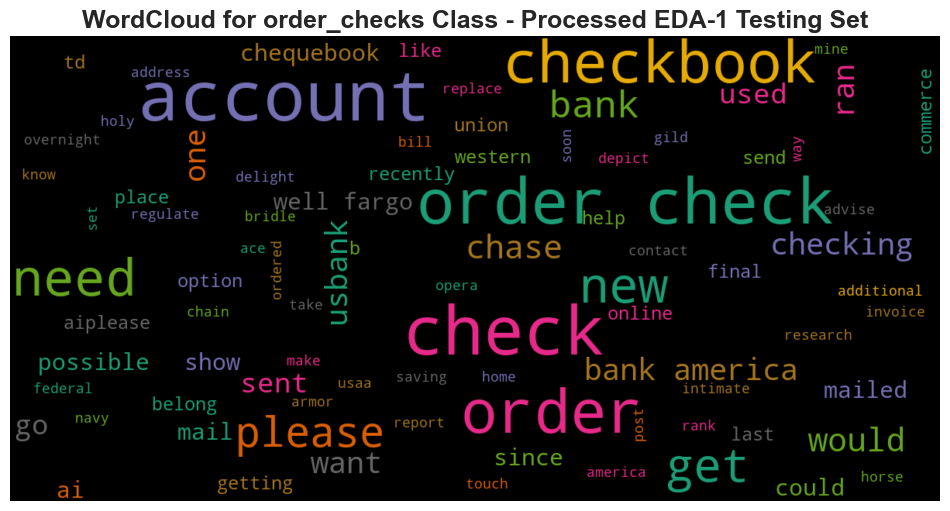 WordCloud for order_checks Class - Processed EDA-1 Testing Set
td
address
chequebook
like
checkbook
mine
holy
account
replace
bank
used
ran
commerce
overnight
one
bill
union
soon
gild
know
delight
recently
western
depict
send
way
set
place
regulate
bridle
well fargo
order check
help
advise
ace
ordered
usbank
b
chase
contact
checking
need
option
opera
new
final
additional
aiplease
chain
take
check
online
research
invoice
possible
show
make
sent
usaa
saving
home
bank america
intimate
mailed
federal
belong
armor
order
navy
go
mail
please
report
post
rank
last
would
want
since
get
ai
getting
touch
america
could
horse